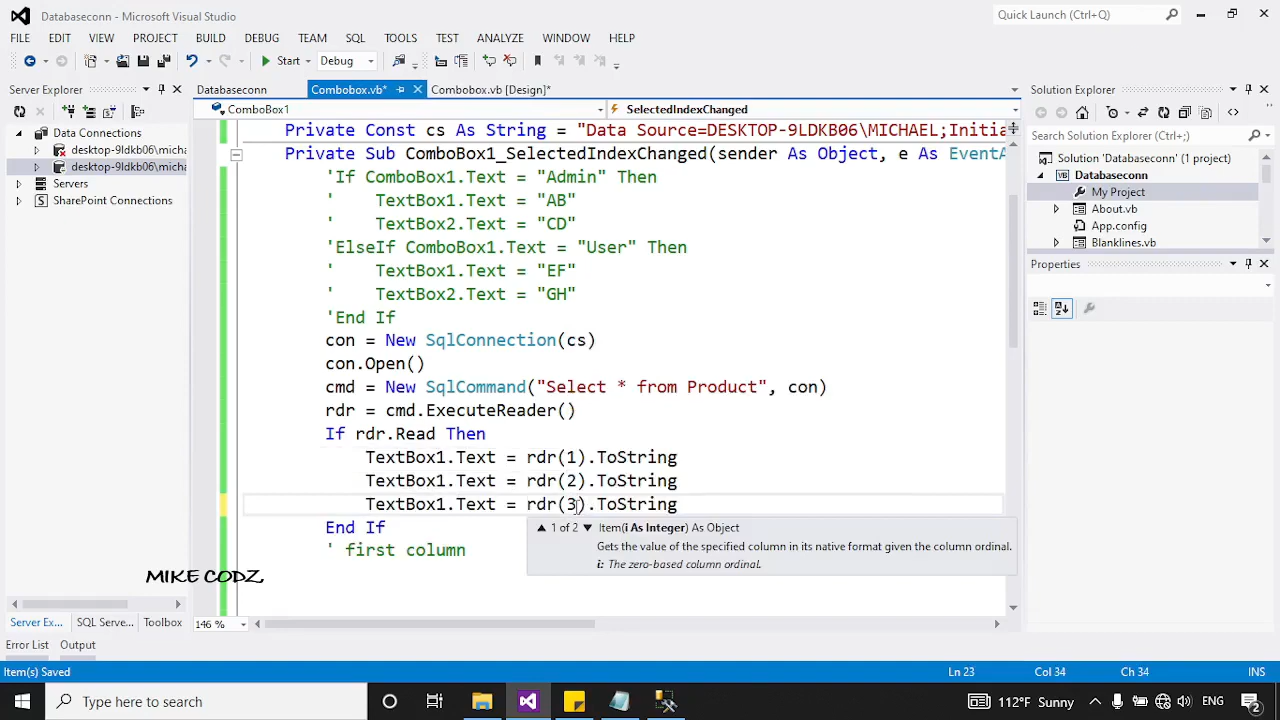 Databaseconn - Microsoft Visual Studio
Quick Launch (Ctrl+Q)
FILE EDIT VIEW PROJECT BUILD DEBUG TEAM SQL TOOLS TEST ANALYZE WINDOW HELP
Start Debug
Server Explorer
Databaseconn Combobox.vb* Combobox.vb [Design]*
Solution Explorer
ComboBox1 SelectedIndexChanged
Data Connections
desktop-9ldkb06\micha
desktop-9ldkb06\micha
Servers
SharePoint Connections
Private Const cs As String = "Data Source=DESKTOP-9LDKB06\MICHAEL;Initia
Private Sub ComboBox1_SelectedIndexChanged(sender As Object, e As EventA
'If ComboBox1.Text = "Admin" Then
'    TextBox1.Text = "AB"
'    TextBox2.Text = "CD"
'ElseIf ComboBox1.Text = "User" Then
'    TextBox1.Text = "EF"
'    TextBox2.Text = "GH"
'End If
con = New SqlConnection(cs)
con.Open()
cmd = New SqlCommand("Select * from Product", con)
rdr = cmd.ExecuteReader()
If rdr.Read Then
TextBox1.Text = rdr(1).ToString
TextBox1.Text = rdr(2).ToString
TextBox1.Text = rdr(3).ToString
End If
' first column
1 of 2 Item(i As Integer) As Object
Gets the value of the specified column in its native format given the column ordinal.
i: The zero-based column ordinal.
MIKE CODZ,
Search Solution Explorer (Ctrl+;)
Solution 'Databaseconn' (1 project)
Databaseconn
My Project
About.vb
App.config
Blanklines.vb
Properties
Server Ex... SQL Serve... Toolbox
146 %
Error List Output
Item(s) Saved Ln 23 Col 34 Ch 34 INS
Type here to search
112°F Sunny ENG 2